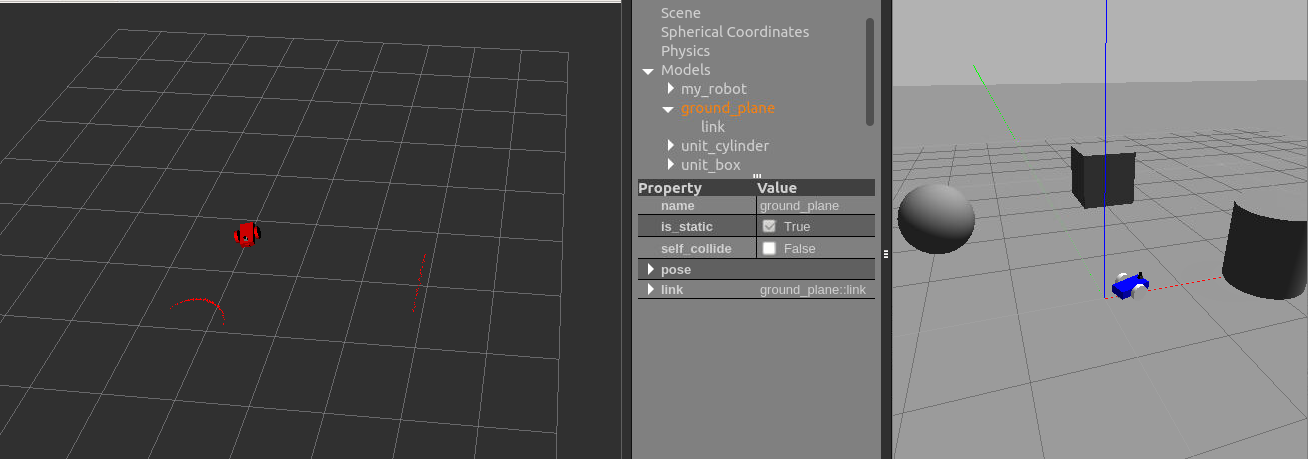 Scene
Spherical Coordinates
Physics
Models
my_robot
ground_plane
link
unit_cylinder
unit_box
Property Value
name ground_plane
is_static True
self_collide False
pose
link ground_plane::link